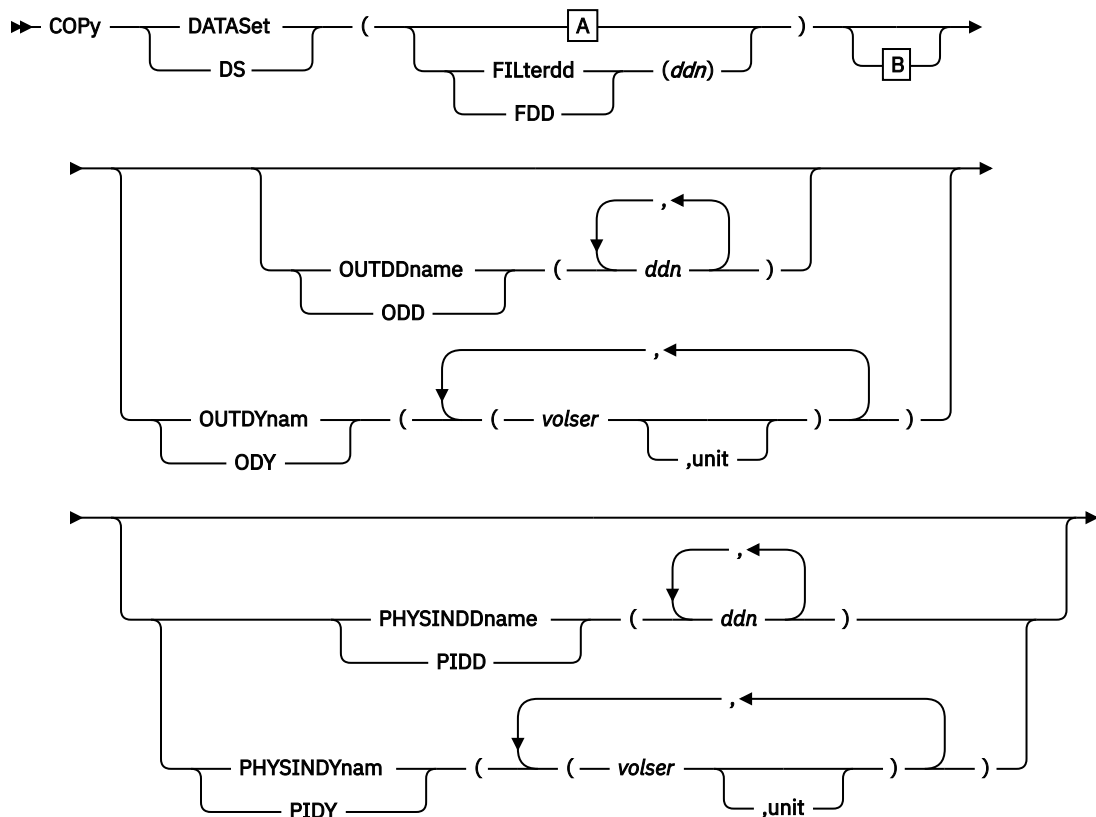 COPy DATASet ( A ) 
DS FILterdd (ddn) B
FDD
,
OUTDDname ( ddn )
ODD
,
OUTDYnam ( ( volser ) )
ODY ,unit
,
PHYSINDDname ( ddn )
PIDD
,
PHYSINDYnam ( ( volser ) )
PIDY ,unit